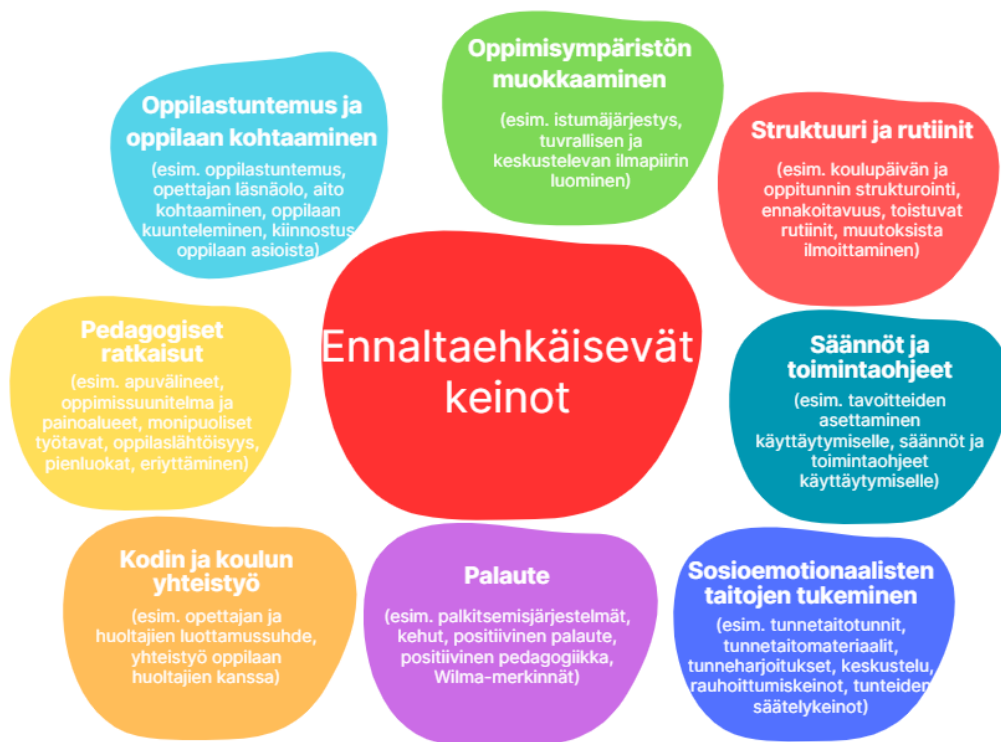 Oppimisympäristön
muokkaaminen
(esim. istumäjärjestys,
tuvrallisen ja
keskustelevan ilmapiirin
luominen)
Oppilastuntemus ja
oppilaan kohtaaminen
(esim. oppilastuntemus,
opettajan läsnäolo, aito
kohtaaminen, oppilaan
kuunteleminen, kiinnostus
oppilaan asioista)
Struktuuri ja rutiinit
(esim. koulupäivän ja
oppitunnin strukturointi,
ennakoitavuus, toistuvat
rutiinit, muutoksista
ilmoittaminen)
Ennaltaehkäisevät
keinot
Pedagogiset
ratkaisut
(esim. apuvälineet,
oppimissuunitelma ja
painoalueet, monipuoliset
työtavat, oppilaslähtöisyys,
pienluokat, eriyttäminen)
Säännöt ja
toimintaohjeet
(esim. tavoitteiden
asettaminen
käyttäytymiselle, säännöt ja
toimintaohjeet
käyttäytymiselle)
Kodin ja koulun
yhteistyö
(esim. opettajan ja
huoltajien luottamussuhde,
yhteistyö oppilaan
huoltajien kanssa)
Palaute
(esim. palkitsemisjärjestelmät,
kehut, positiivinen palaute,
positiivinen pedagogiikka,
Wilma-merkinnät)
Sosioemotionaalisten
taitojen tukeminen
(esim. tunnetaitotunnit,
tunnetaitomateriaalit,
tunneharjoitukset, keskustelu,
rauhoittumiskeinot, tunteiden
säätelykeinot)